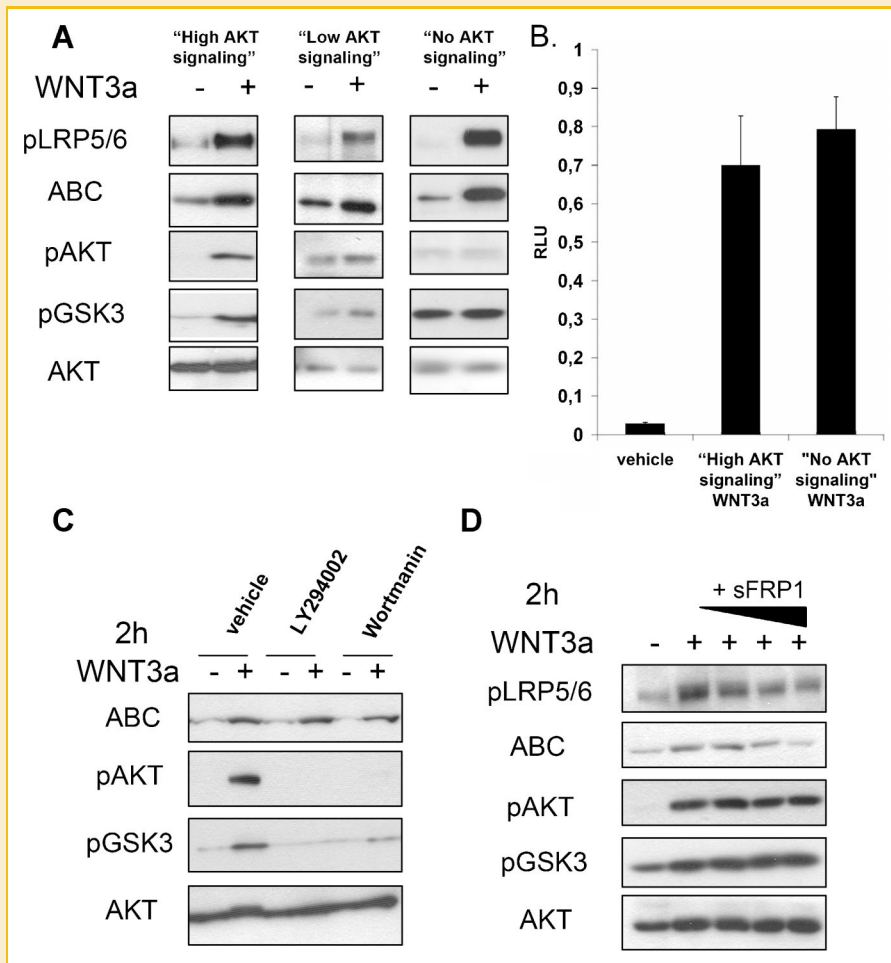 A
“High AKT signaling”
“Low AKT signaling”
“No AKT signaling”
WNT3a - + - + - +
pLRP5/6
ABC
pAKT
pGSK3
AKT
B.
1
0,9
0,8
0,7
0,6
0,5
0,4
0,3
0,2
0,1
0
RLU
vehicle
“High AKT signaling” WNT3a
"No AKT signaling" WNT3a
C
2h
vehicle
LY294002
Wortmanin
WNT3a - + - + - +
ABC
pAKT
pGSK3
AKT
D
2h
+ sFRP1
WNT3a - + + + +
pLRP5/6
ABC
pAKT
pGSK3
AKT